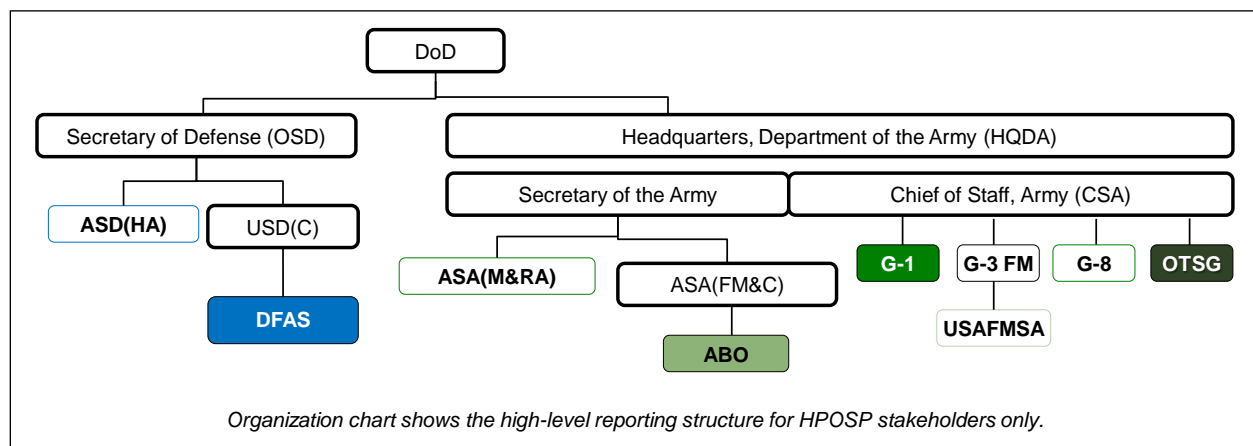 DoD
Secretary of Defense (OSD)
Headquarters, Department of the Army (HQDA)
Secretary of the Army
Chief of Staff, Army (CSA)
ASD(HA)
USD(C)
ASA(M&RA)
ASA(FM&C)
G-1
G-3 FM
G-8
OTSG
DFAS
USAFMSA
ABO
Organization chart shows the high-level reporting structure for HPOSP stakeholders only.